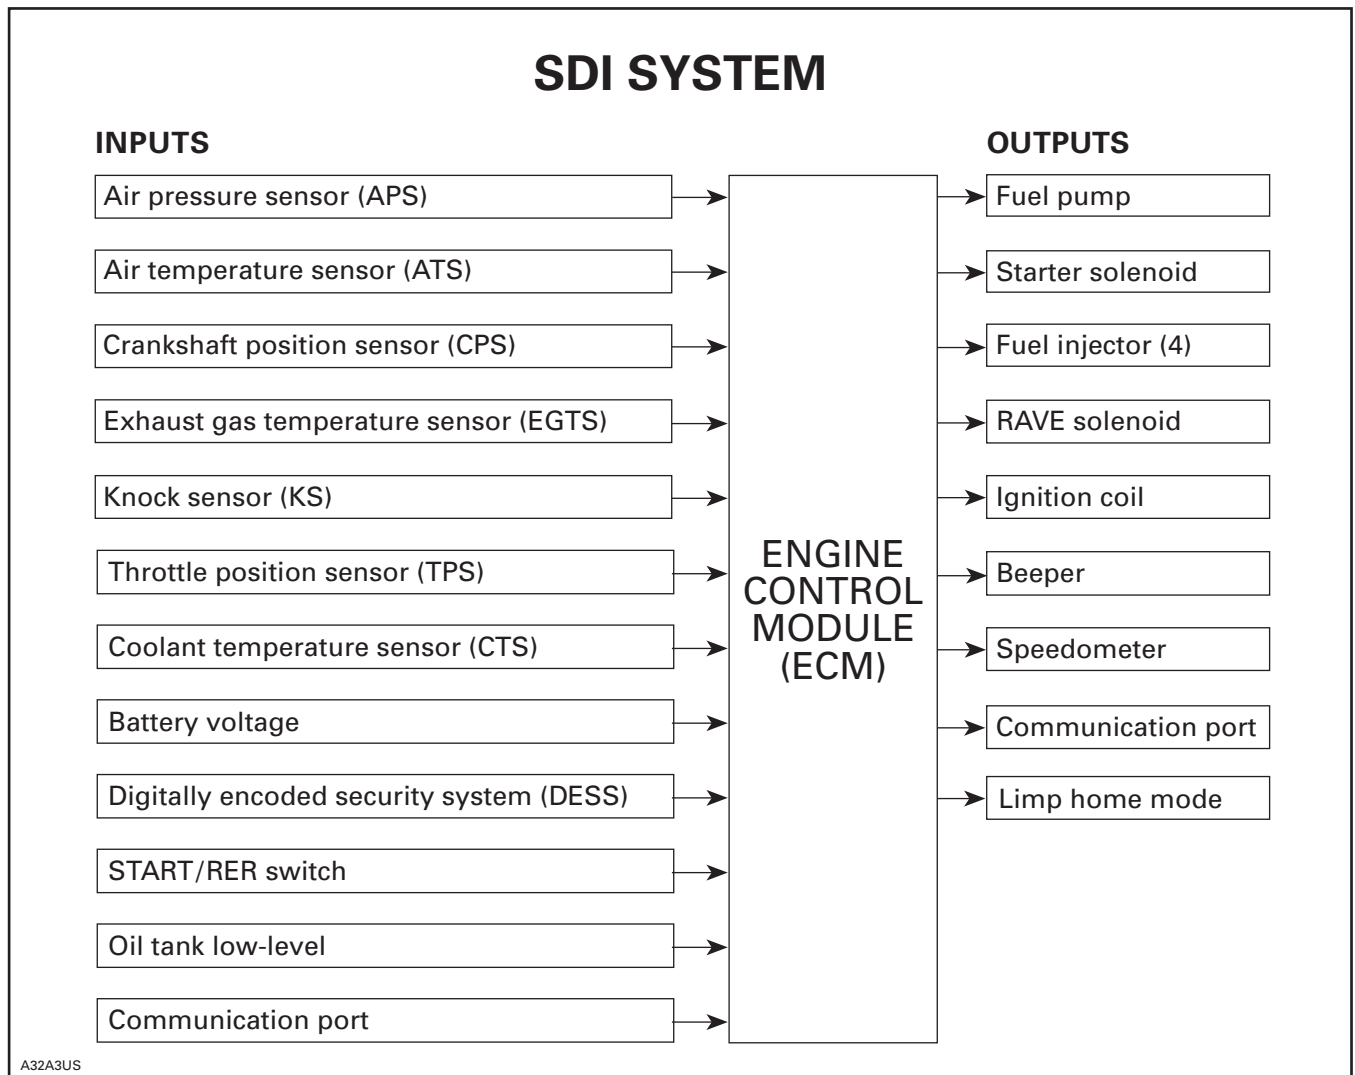 SDI SYSTEM
INPUTS
Air pressure sensor (APS)
Air temperature sensor (ATS)
Crankshaft position sensor (CPS)
Exhaust gas temperature sensor (EGTS)
Knock sensor (KS)
Throttle position sensor (TPS)
Coolant temperature sensor (CTS)
Battery voltage
Digitally encoded security system (DESS)
START/RER switch
Oil tank low-level
Communication port
ENGINE
CONTROL
MODULE
(ECM)
OUTPUTS
Fuel pump
Starter solenoid
Fuel injector (4)
RAVE solenoid
Ignition coil
Beeper
Speedometer
Communication port
Limp home mode
A32A3US